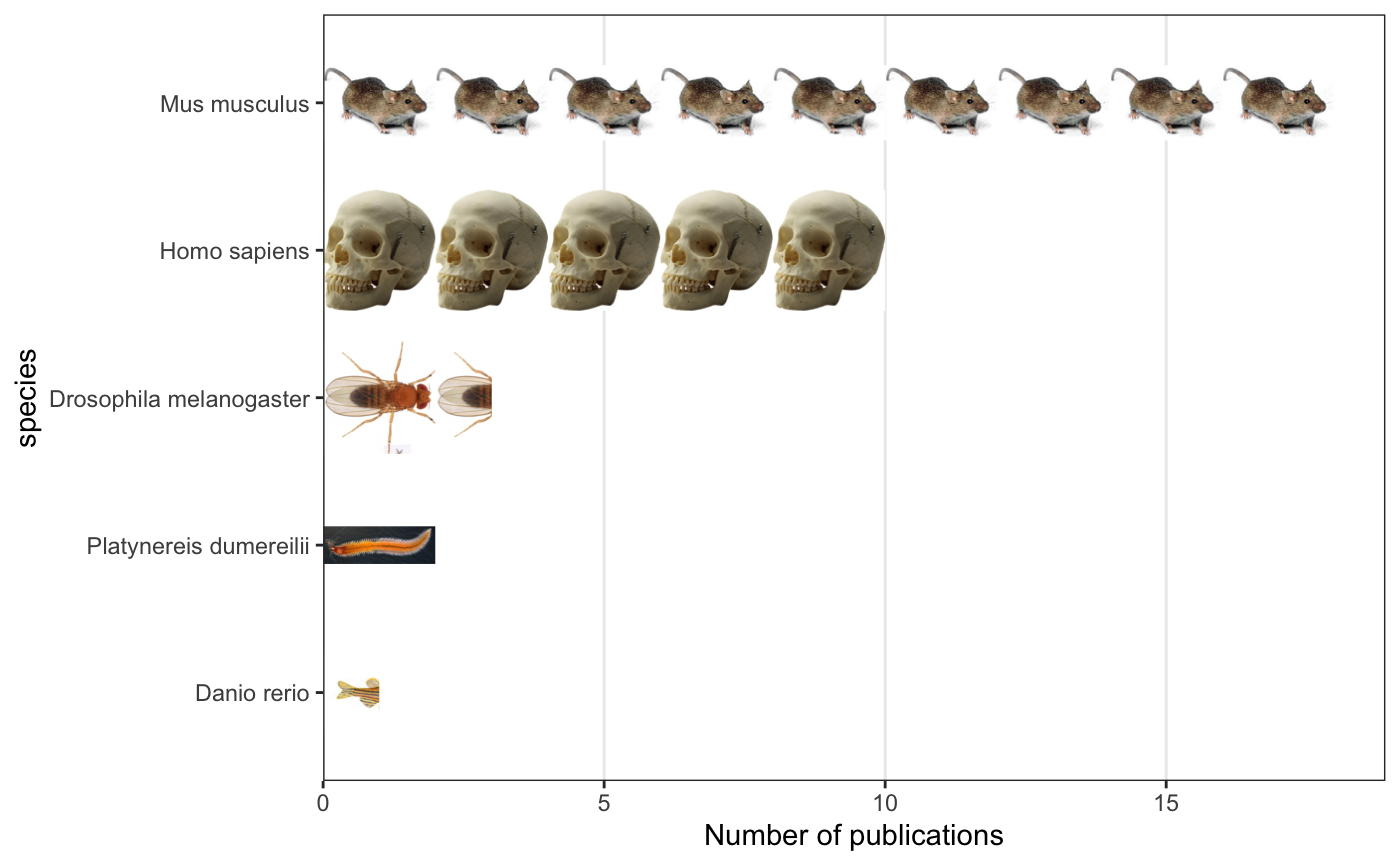 Mus musculus
Homo sapiens
Drosophila melanogaster
Platynereis dumereilii
Danio rerio
species
0 5 10 15
Number of publications